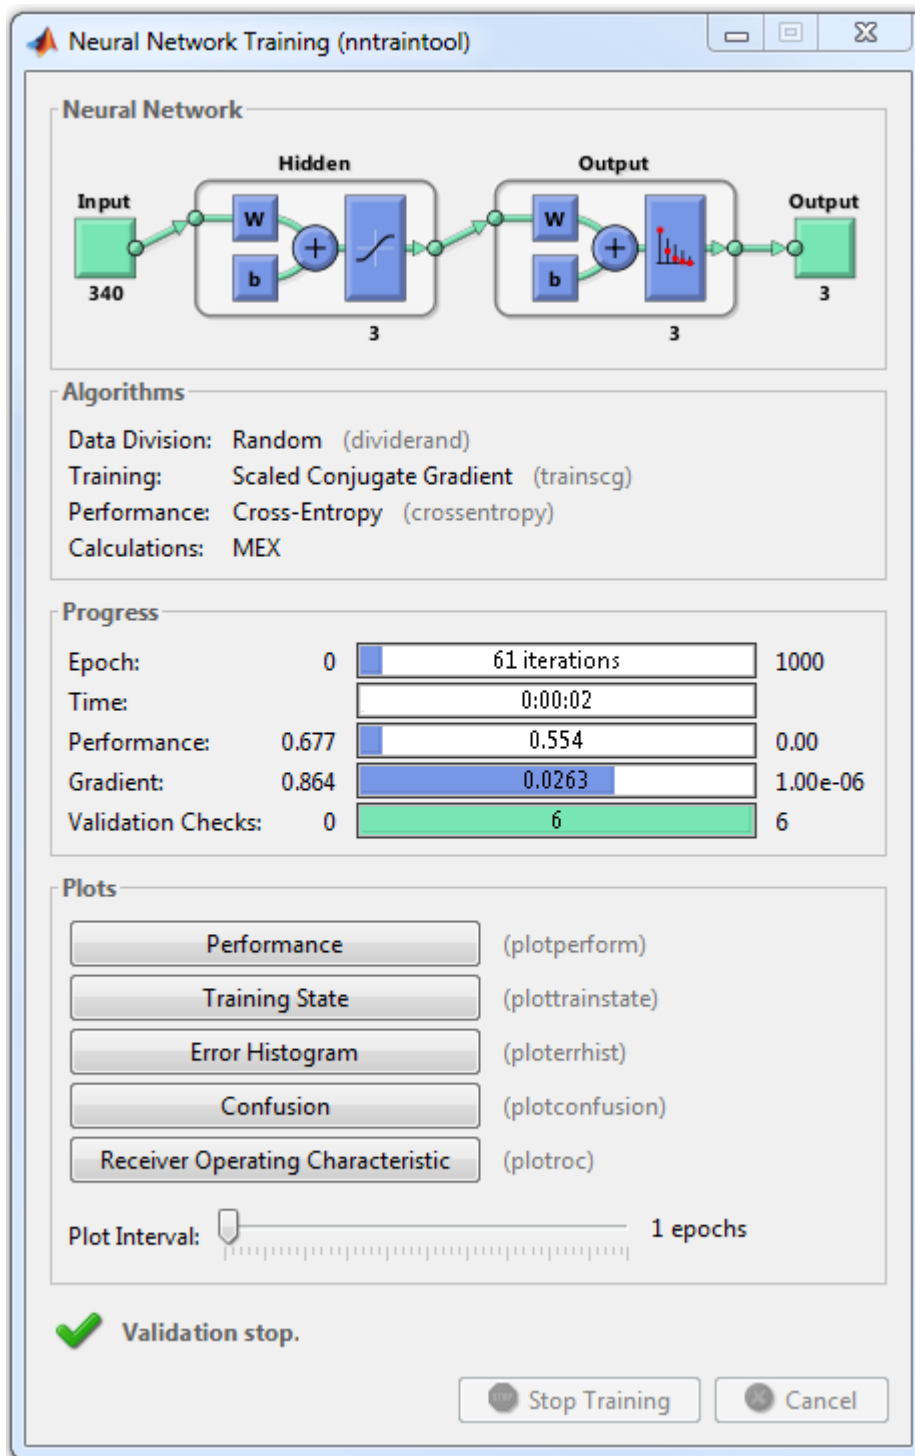 Neural Network Training (nntraintool)
Neural Network
Hidden
Output
Input
Output
W
W
+
+
b
b
340
3
3
3
Algorithms
Data Division: Random (dividerand)
Training: Scaled Conjugate Gradient (trainscg)
Performance: Cross-Entropy (crossentropy)
Calculations: MEX
Progress
Epoch: 0 61 iterations 1000
Time: 0:00:02
Performance: 0.677 0.554 0.00
Gradient: 0.864 0.0263 1.00e-06
Validation Checks: 0 6 6
Plots
Performance (plotperform)
Training State (plottrainstate)
Error Histogram (ploterrhist)
Confusion (plotconfusion)
Receiver Operating Characteristic (plotroc)
Plot Interval: 1 epochs
Validation stop.
STOP Stop Training Cancel